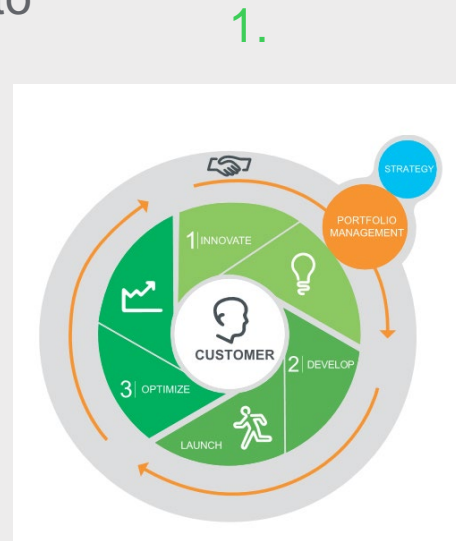 1.
STRATEGY
PORTFOLIO
MANAGEMENT
1 INNOVATE
CUSTOMER
2 DEVELOP
3 OPTIMIZE
LAUNCH